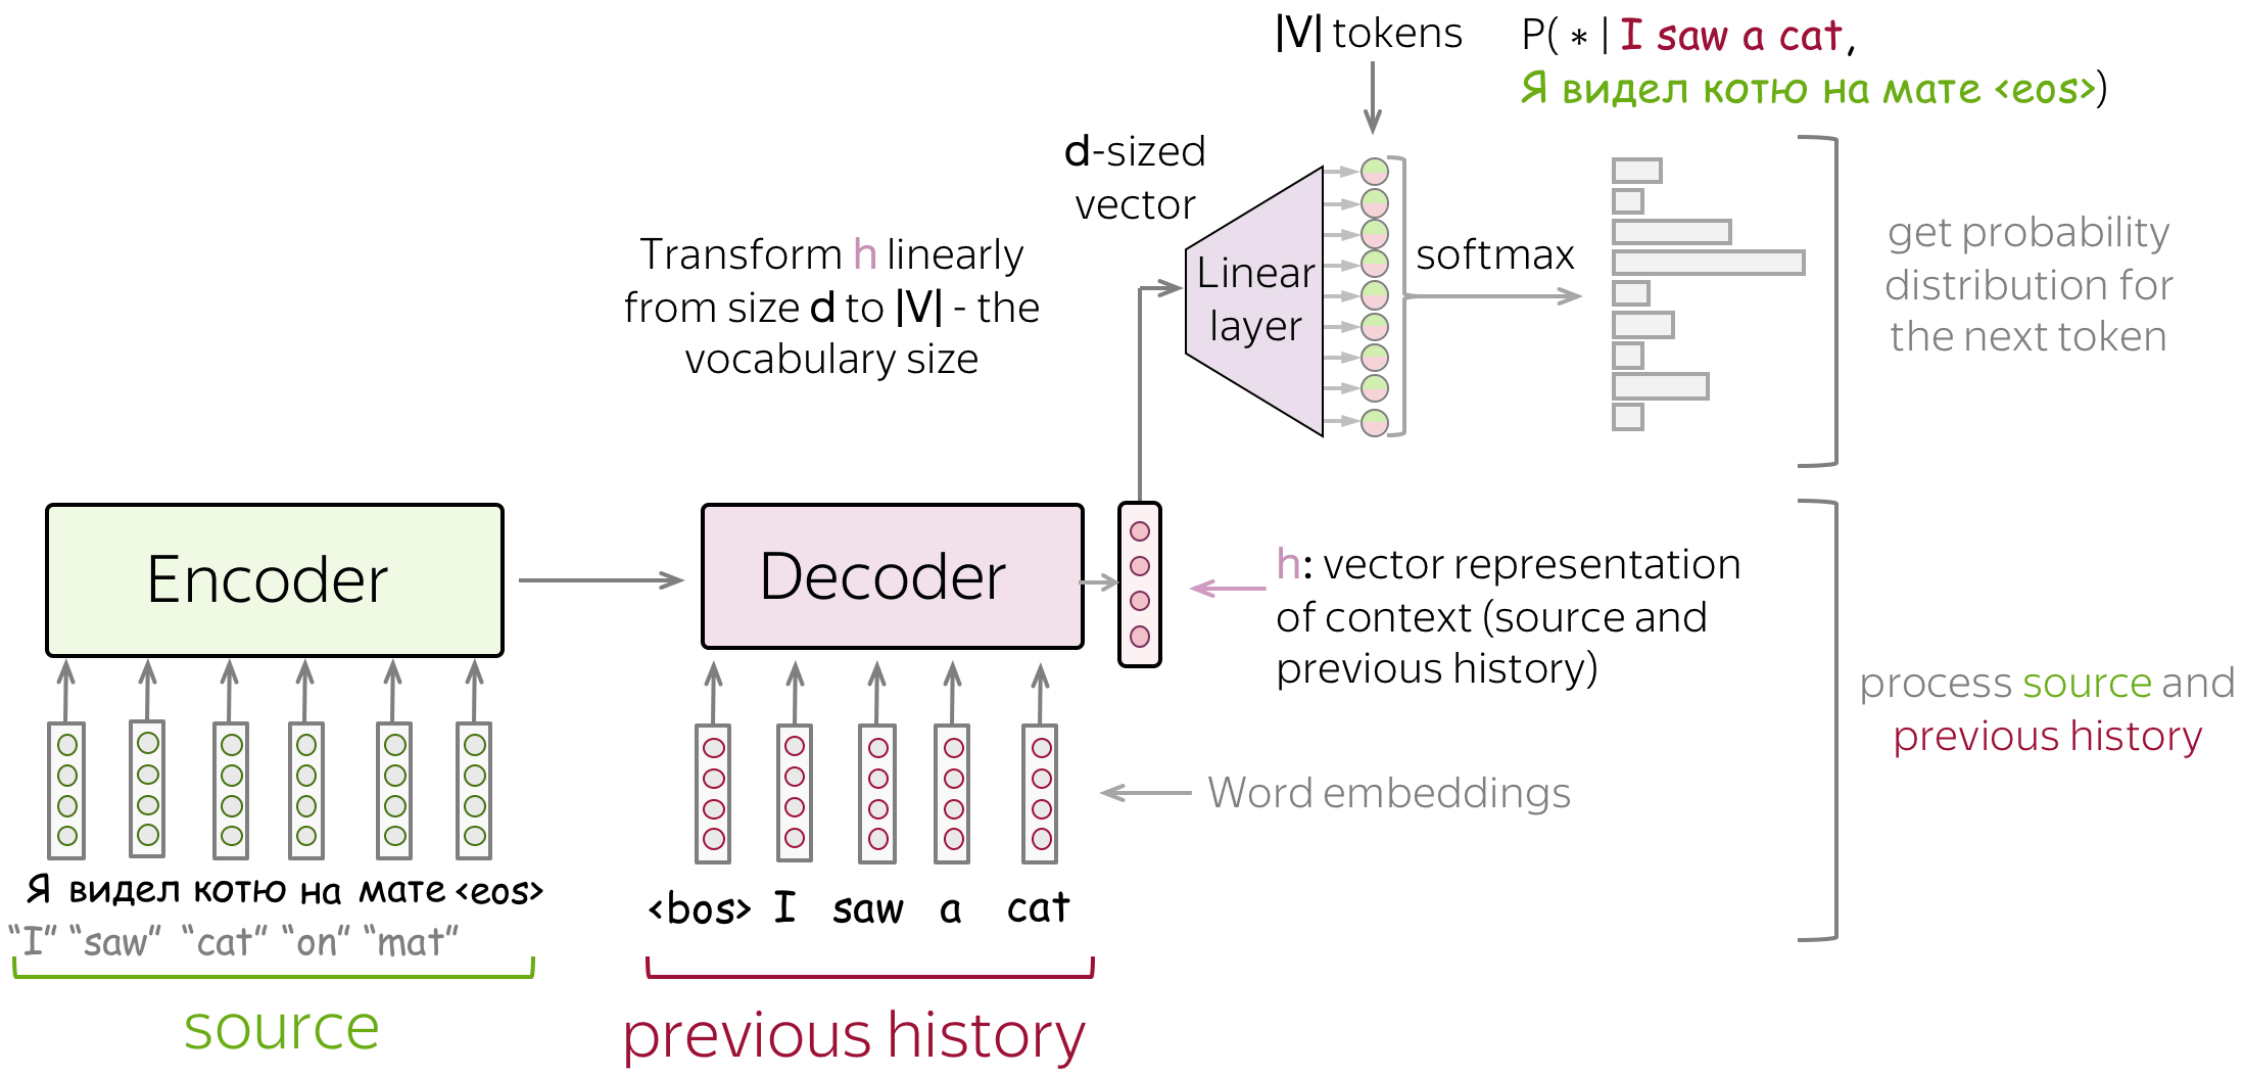 |V| tokens
P( * | I saw a cat,
Я видел котю на мате <eos>)
d-sized
vector
Transform h linearly
from size d to |V| - the
vocabulary size
Linear
layer
softmax
get probability
distribution for
the next token
Encoder
Decoder
h: vector representation
of context (source and
previous history)
process source and
previous history
Word embeddings
Я видел котю на мате <eos>
“I” “saw” “cat” “on” “mat”
<bos> I saw a cat
source
previous history